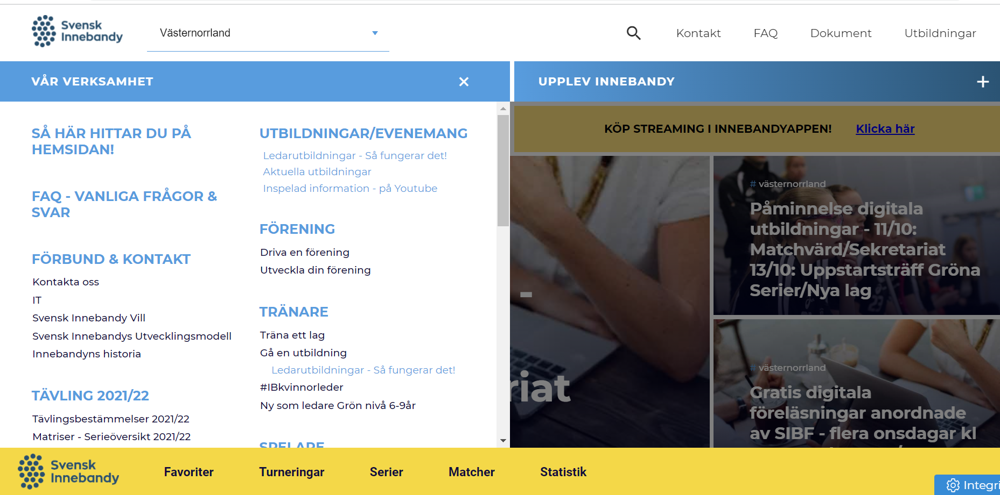 Svensk
Innebandy
Västernorrland
Kontakt
FAQ
Dokument
Utbildningar
VÅR VERKSAMHET
UPPLEV INNEBANDY
SÅ HÄR HITTAR DU PÅ
HEMSIDAN!
FAQ - VANLIGA FRÅGOR &
SVAR
FÖRBUND & KONTAKT
Kontakta oss
IT
Svensk Innebandy Vill
Svensk Innebandys Utvecklingsmodell
Innebandyns historia
TÄVLING 2021/22
Tävlingsbestämmelser 2021/22
Matriser - Serieöversikt 2021/22
UTBILDNINGAR/EVENEMANG
Ledarutbildningar - Så fungerar det!
Aktuella utbildningar
Inspelad information - på Youtube
FÖRENING
Driva en förening
Utveckla din förening
TRÄNARE
Träna ett lag
Gå en utbildning
Ledarutbildningar - Så fungerar det!
#IBkvinnorleder
Ny som ledare Grön nivå 6-9år
SPELARE
KÖP STREAMING I INNEBANDYAPPEN! Klicka här
-
riat
# västernorrland
Påminnelse digitala
utbildningar - 11/10:
Matchvärd/Sekretariat
13/10: Uppstartsträff Gröna
Serier/Nya lag
# västernorrland
Gratis digitala
föreläsningar anordnade
av SIBF - flera onsdagar kl
Svensk
Innebandy
Favoriter
Turneringar
Serier
Matcher
Statistik
Integri